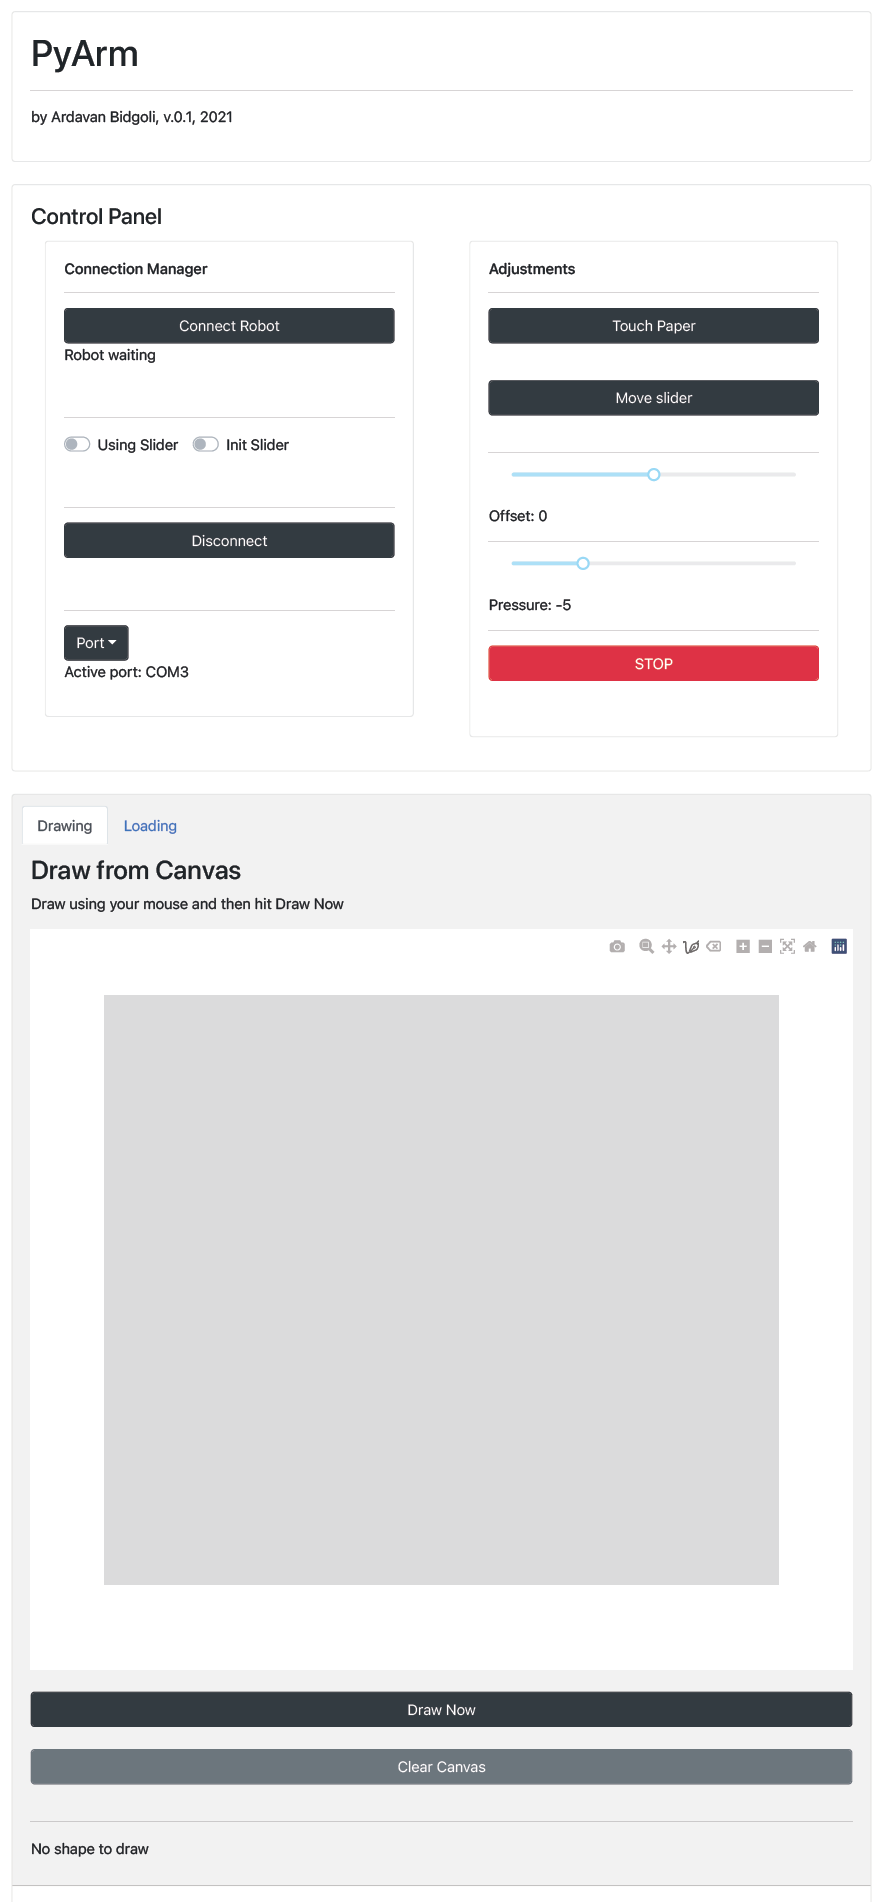 PyArm
by Ardavan Bidgoli, v.0.1, 2021
Control Panel
Connection Manager
Connect Robot
Robot waiting
Using Slider Init Slider
Disconnect
Port
Active port: COM3
Adjustments
Touch Paper
Move slider
Offset: 0
Pressure: -5
STOP
Drawing Loading
Draw from Canvas
Draw using your mouse and then hit Draw Now
Draw Now
Clear Canvas
No shape to draw